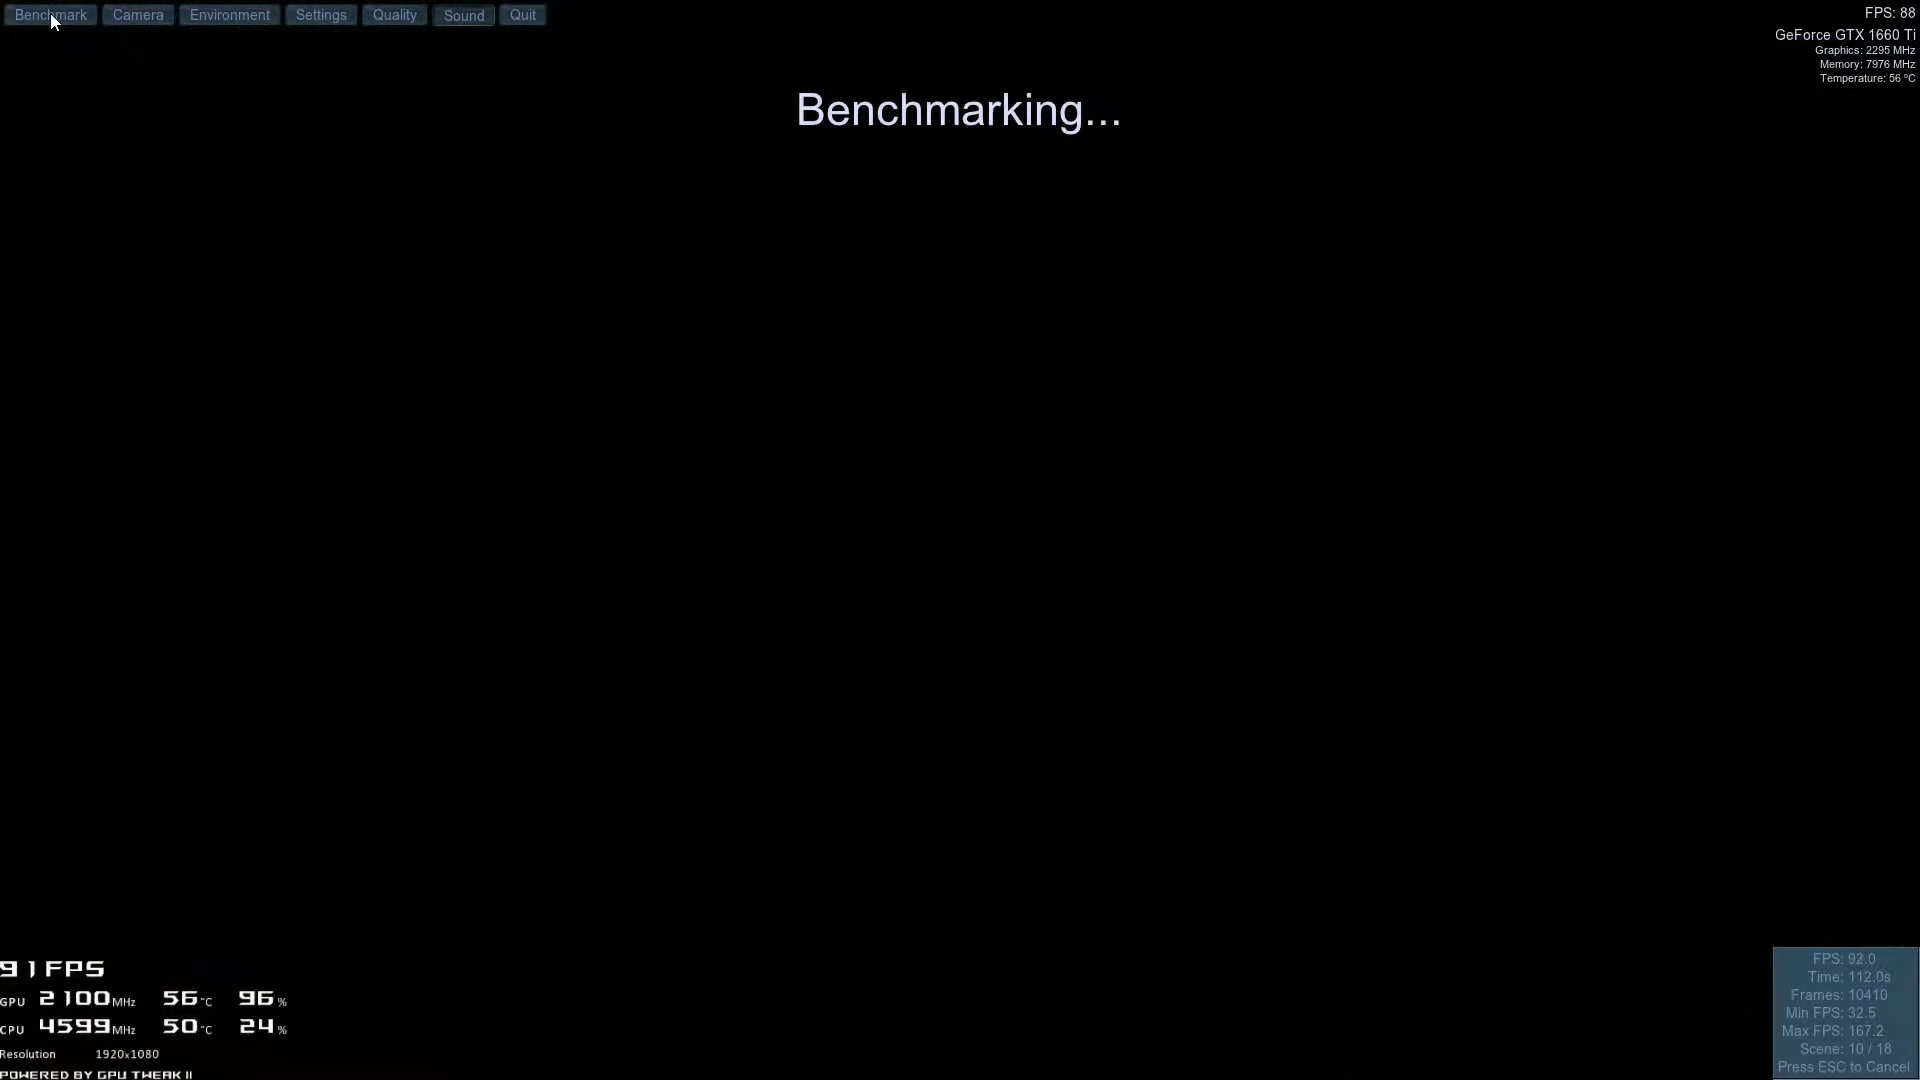 Benchmark Camera Environment Settings Quality Sound Quit
FPS: 88
GeForce GTX 1660 Ti
Graphics: 2295 MHz
Memory: 7976 MHz
Temperature: 56 °C
Benchmarking...
91 FPS
GPU 2100 MHz 56 °C 96 %
CPU 4599 MHz 50 °C 24 %
Resolution 1920x1080
POWERED BY GPU TWEAK II
FPS: 92.0
Time: 112.0s
Frames: 10410
Min FPS: 32.5
Max FPS: 167.2
Scene: 10 / 18
Press ESC to Cancel